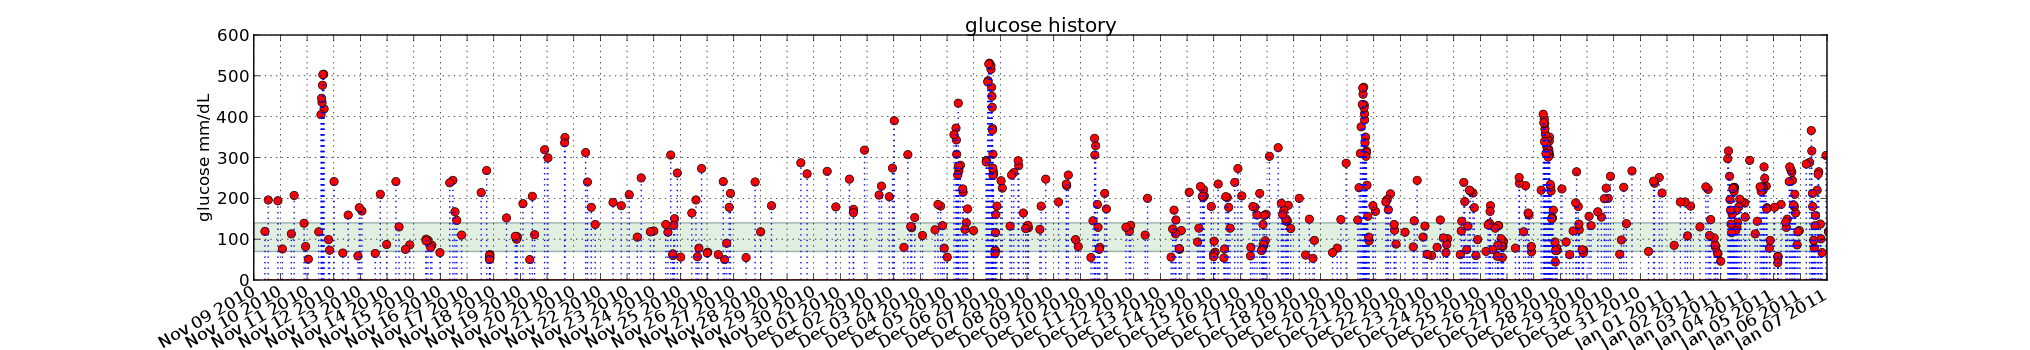 glucose history
glucose mm/dL
600
500
400
300
200
100
0
Nov 09 2010
Nov 10 2010
Nov 11 2010
Nov 12 2010
Nov 13 2010
Nov 14 2010
Nov 15 2010
Nov 16 2010
Nov 17 2010
Nov 18 2010
Nov 19 2010
Nov 20 2010
Nov 21 2010
Nov 22 2010
Nov 23 2010
Nov 24 2010
Nov 25 2010
Nov 26 2010
Nov 27 2010
Nov 28 2010
Nov 29 2010
Nov 30 2010
Dec 01 2010
Dec 02 2010
Dec 03 2010
Dec 04 2010
Dec 05 2010
Dec 06 2010
Dec 07 2010
Dec 08 2010
Dec 09 2010
Dec 10 2010
Dec 11 2010
Dec 12 2010
Dec 13 2010
Dec 14 2010
Dec 15 2010
Dec 16 2010
Dec 17 2010
Dec 18 2010
Dec 19 2010
Dec 20 2010
Dec 21 2010
Dec 22 2010
Dec 23 2010
Dec 24 2010
Dec 25 2010
Dec 26 2010
Dec 27 2010
Dec 28 2010
Dec 29 2010
Dec 30 2010
Dec 31 2010
Jan 01 2011
Jan 02 2011
Jan 03 2011
Jan 04 2011
Jan 05 2011
Jan 06 2011
Jan 07 2011